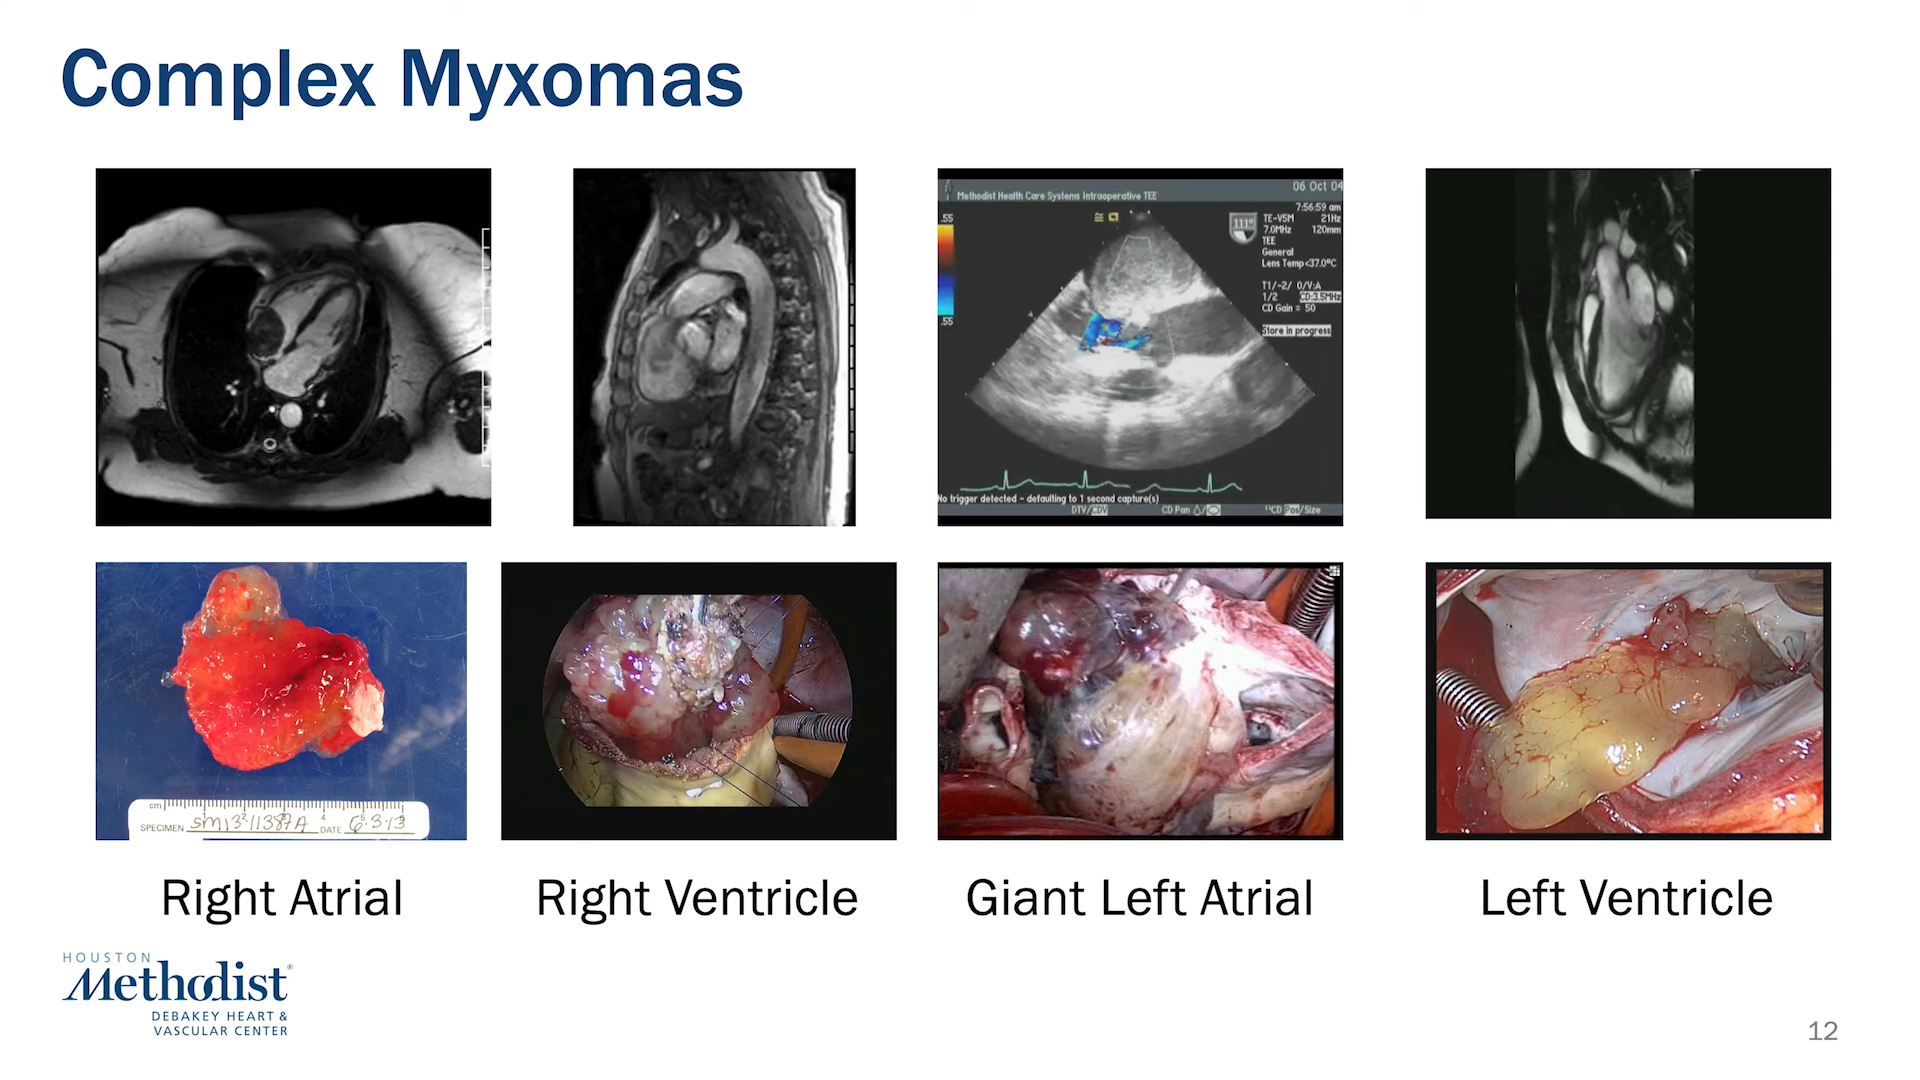 Complex Myxomas
Methodist Health Care Systems Intraoperative TEE
06 Oct 04
7:56:59 am
TE-V5M 21Hz
7.0MHz 120mm
TEE
General
Lens Temp<37.0°C
T1/-2/ 0/V:A
1/2 CD:3.5MHz
CD Gain = 50
Store in progress
.55
.55
111°
No trigger detected - defaulting to 1 second capture(s)
DTV/CDV
CD Pan
CD Pos/Size
cm
SPECIMEN DATE 6.3.13
Right Atrial
Right Ventricle
Giant Left Atrial
Left Ventricle
HOUSTON
Methodist
DEBAKEY HEART &
VASCULAR CENTER
12